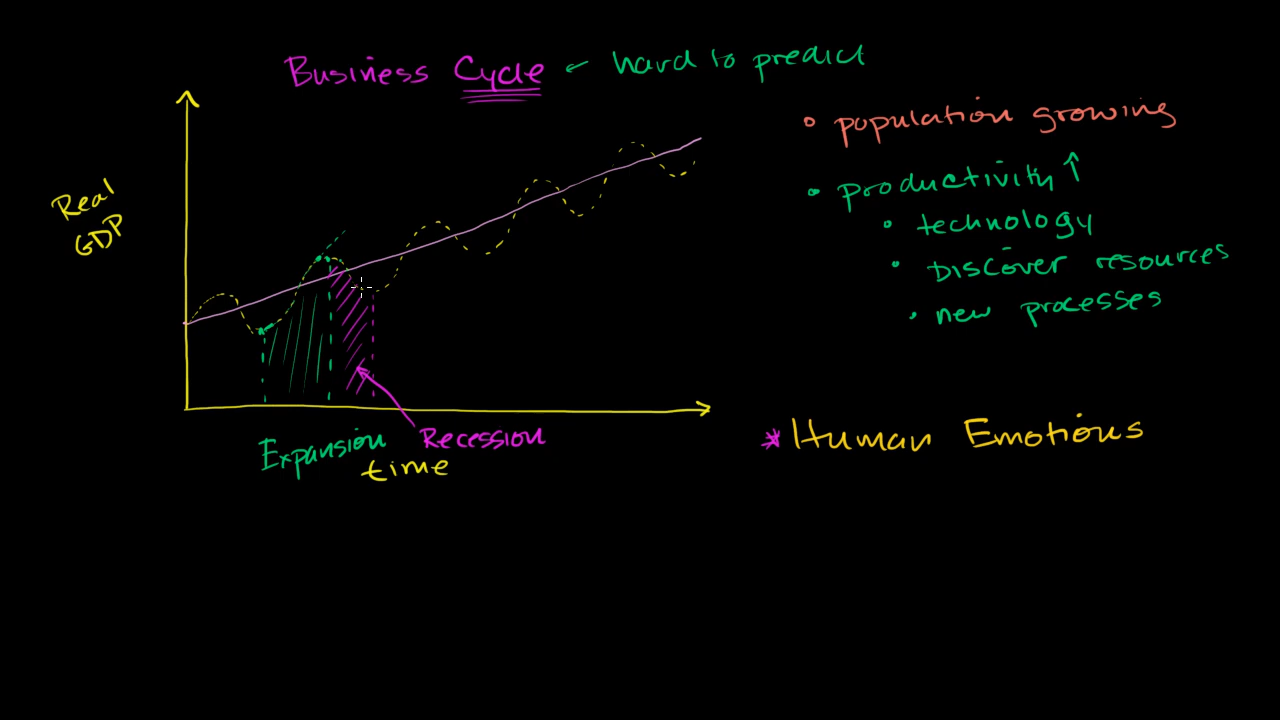 Business Cycle ← hard to predict
Real
GDP
• population growing
• Productivity ↑
• technology
• Discover resources
• new processes
Expansion
Recession
time
* Human Emotions